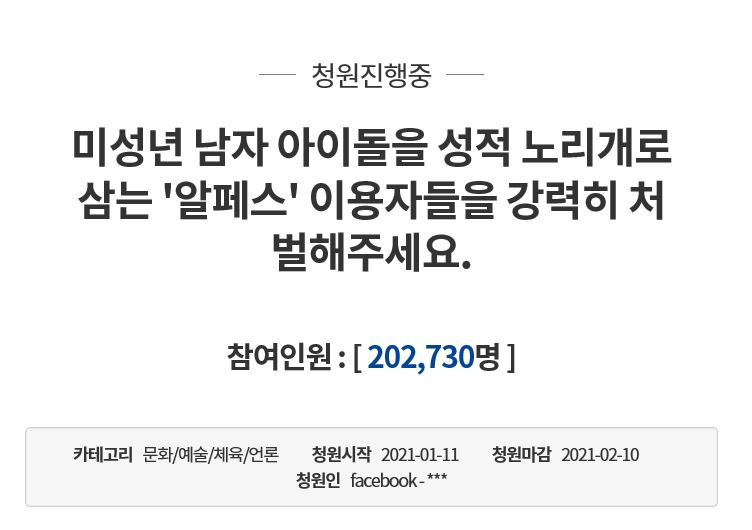 청원진행중
미성년 남자 아이돌을 성적 노리개로
삼는 '알페스' 이용자들을 강력히 처
벌해주세요.
참여인원 : [ 202,730명 ]
카테고리 문화/예술/체육/언론 청원시작 2021-01-11 청원마감 2021-02-10
청원인 facebook - ***